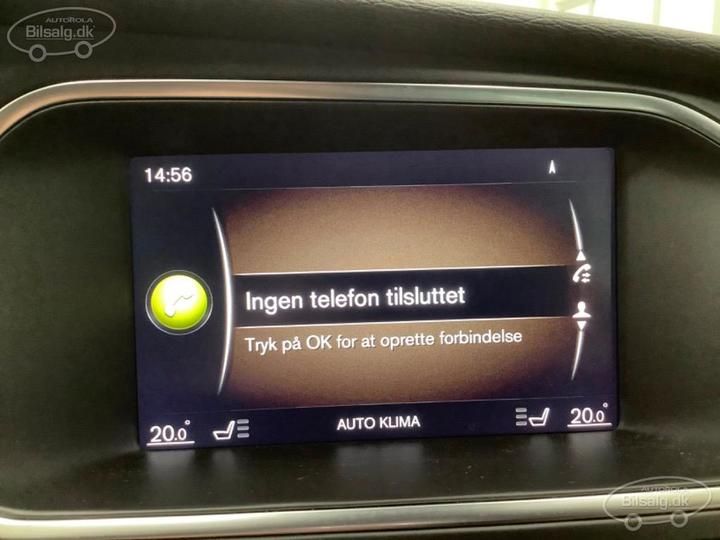 AUTOROLA
Bilsalg.dk
14:56
Ingen telefon tilsluttet
Tryk på OK for at oprette forbindelse
20.0°
AUTO KLIMA
20.0°
AUTOROLA
Bilsalg.dk